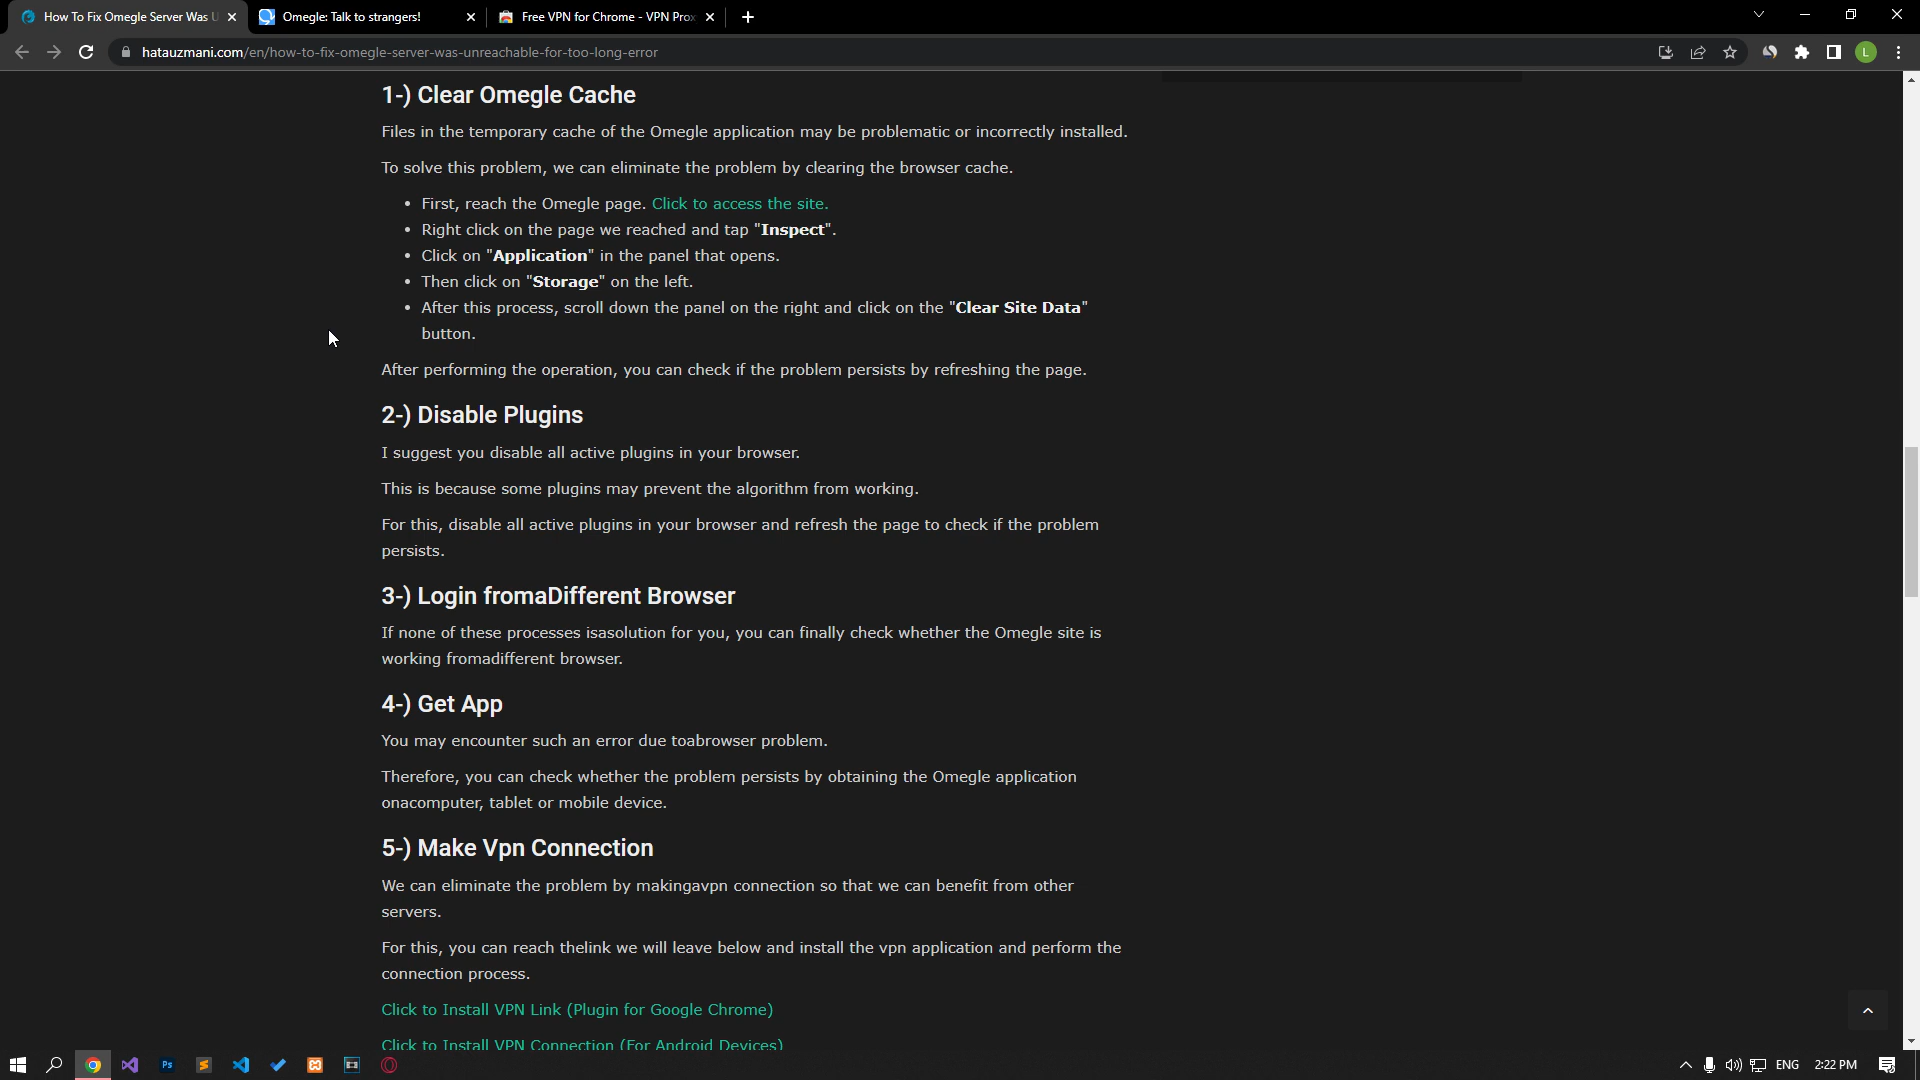 How To Fix Omegle Server Was U
Omegle: Talk to strangers!
Free VPN for Chrome - VPN Prox
hatauzmani.com/en/how-to-fix-omegle-server-was-unreachable-for-too-long-error
L
1-) Clear Omegle Cache
Files in the temporary cache of the Omegle application may be problematic or incorrectly installed.
To solve this problem, we can eliminate the problem by clearing the browser cache.
• First, reach the Omegle page. Click to access the site.
• Right click on the page we reached and tap "Inspect".
• Click on "Application" in the panel that opens.
• Then click on "Storage" on the left.
• After this process, scroll down the panel on the right and click on the "Clear Site Data"
button.
After performing the operation, you can check if the problem persists by refreshing the page.
2-) Disable Plugins
I suggest you disable all active plugins in your browser.
This is because some plugins may prevent the algorithm from working.
For this, disable all active plugins in your browser and refresh the page to check if the problem
persists.
3-) Login fromaDifferent Browser
If none of these processes isasolution for you, you can finally check whether the Omegle site is
working fromadifferent browser.
4-) Get App
You may encounter such an error due toabrowser problem.
Therefore, you can check whether the problem persists by obtaining the Omegle application
onacomputer, tablet or mobile device.
5-) Make Vpn Connection
We can eliminate the problem by makingavpn connection so that we can benefit from other
servers.
For this, you can reach thelink we will leave below and install the vpn application and perform the
connection process.
Click to Install VPN Link (Plugin for Google Chrome)
Click to Install VPN Connection (For Android Devices)
Ps
ENG
2:22 PM